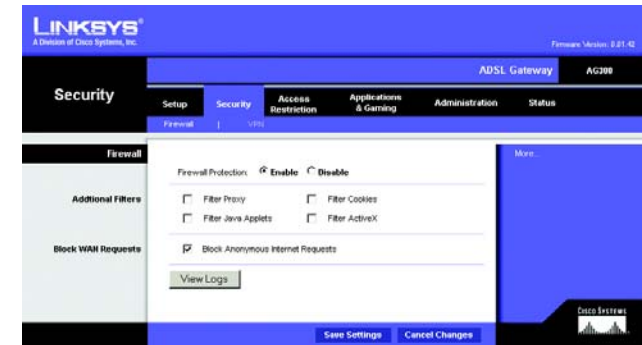 LINKSYS®
A Division of Cisco Systems, Inc.
Firmware Version: 0.01.42
ADSL Gateway AG300
Security
Setup Security Access Restriction Applications & Gaming Administration Status
Firewall | VPN
Firewall
Firewall Protection: Enable Disable
More...
Addtional Filters
Filter Proxy Filter Cookies
Filter Java Applets Filter ActiveX
Block WAN Requests
Block Anonymous Internet Requests
View Logs
Save Settings Cancel Changes
CISCO SYSTEMS